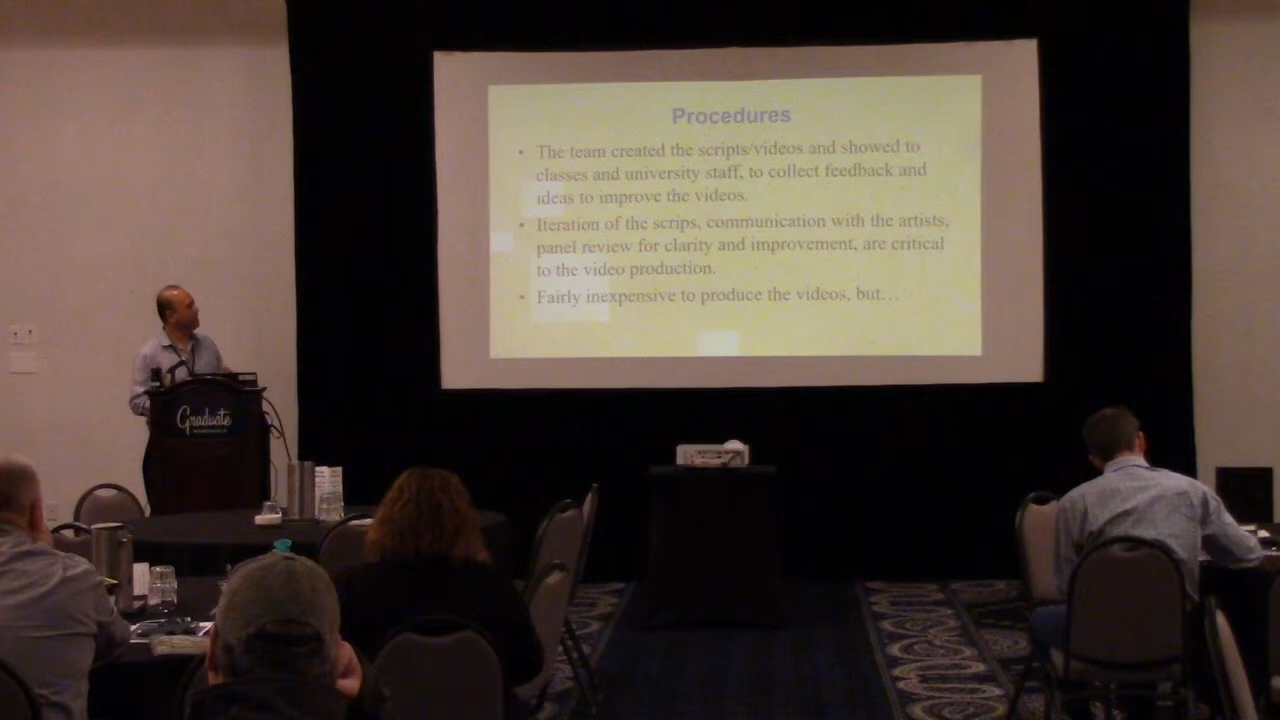 Procedures
• The team created the scripts/videos and showed to
classes and university staff, to collect feedback and
ideas to improve the videos.
• Iteration of the scrips, communication with the artists,
panel review for clarity and improvement, are critical
to the video production.
• Fairly inexpensive to produce the videos, but…
Graduate